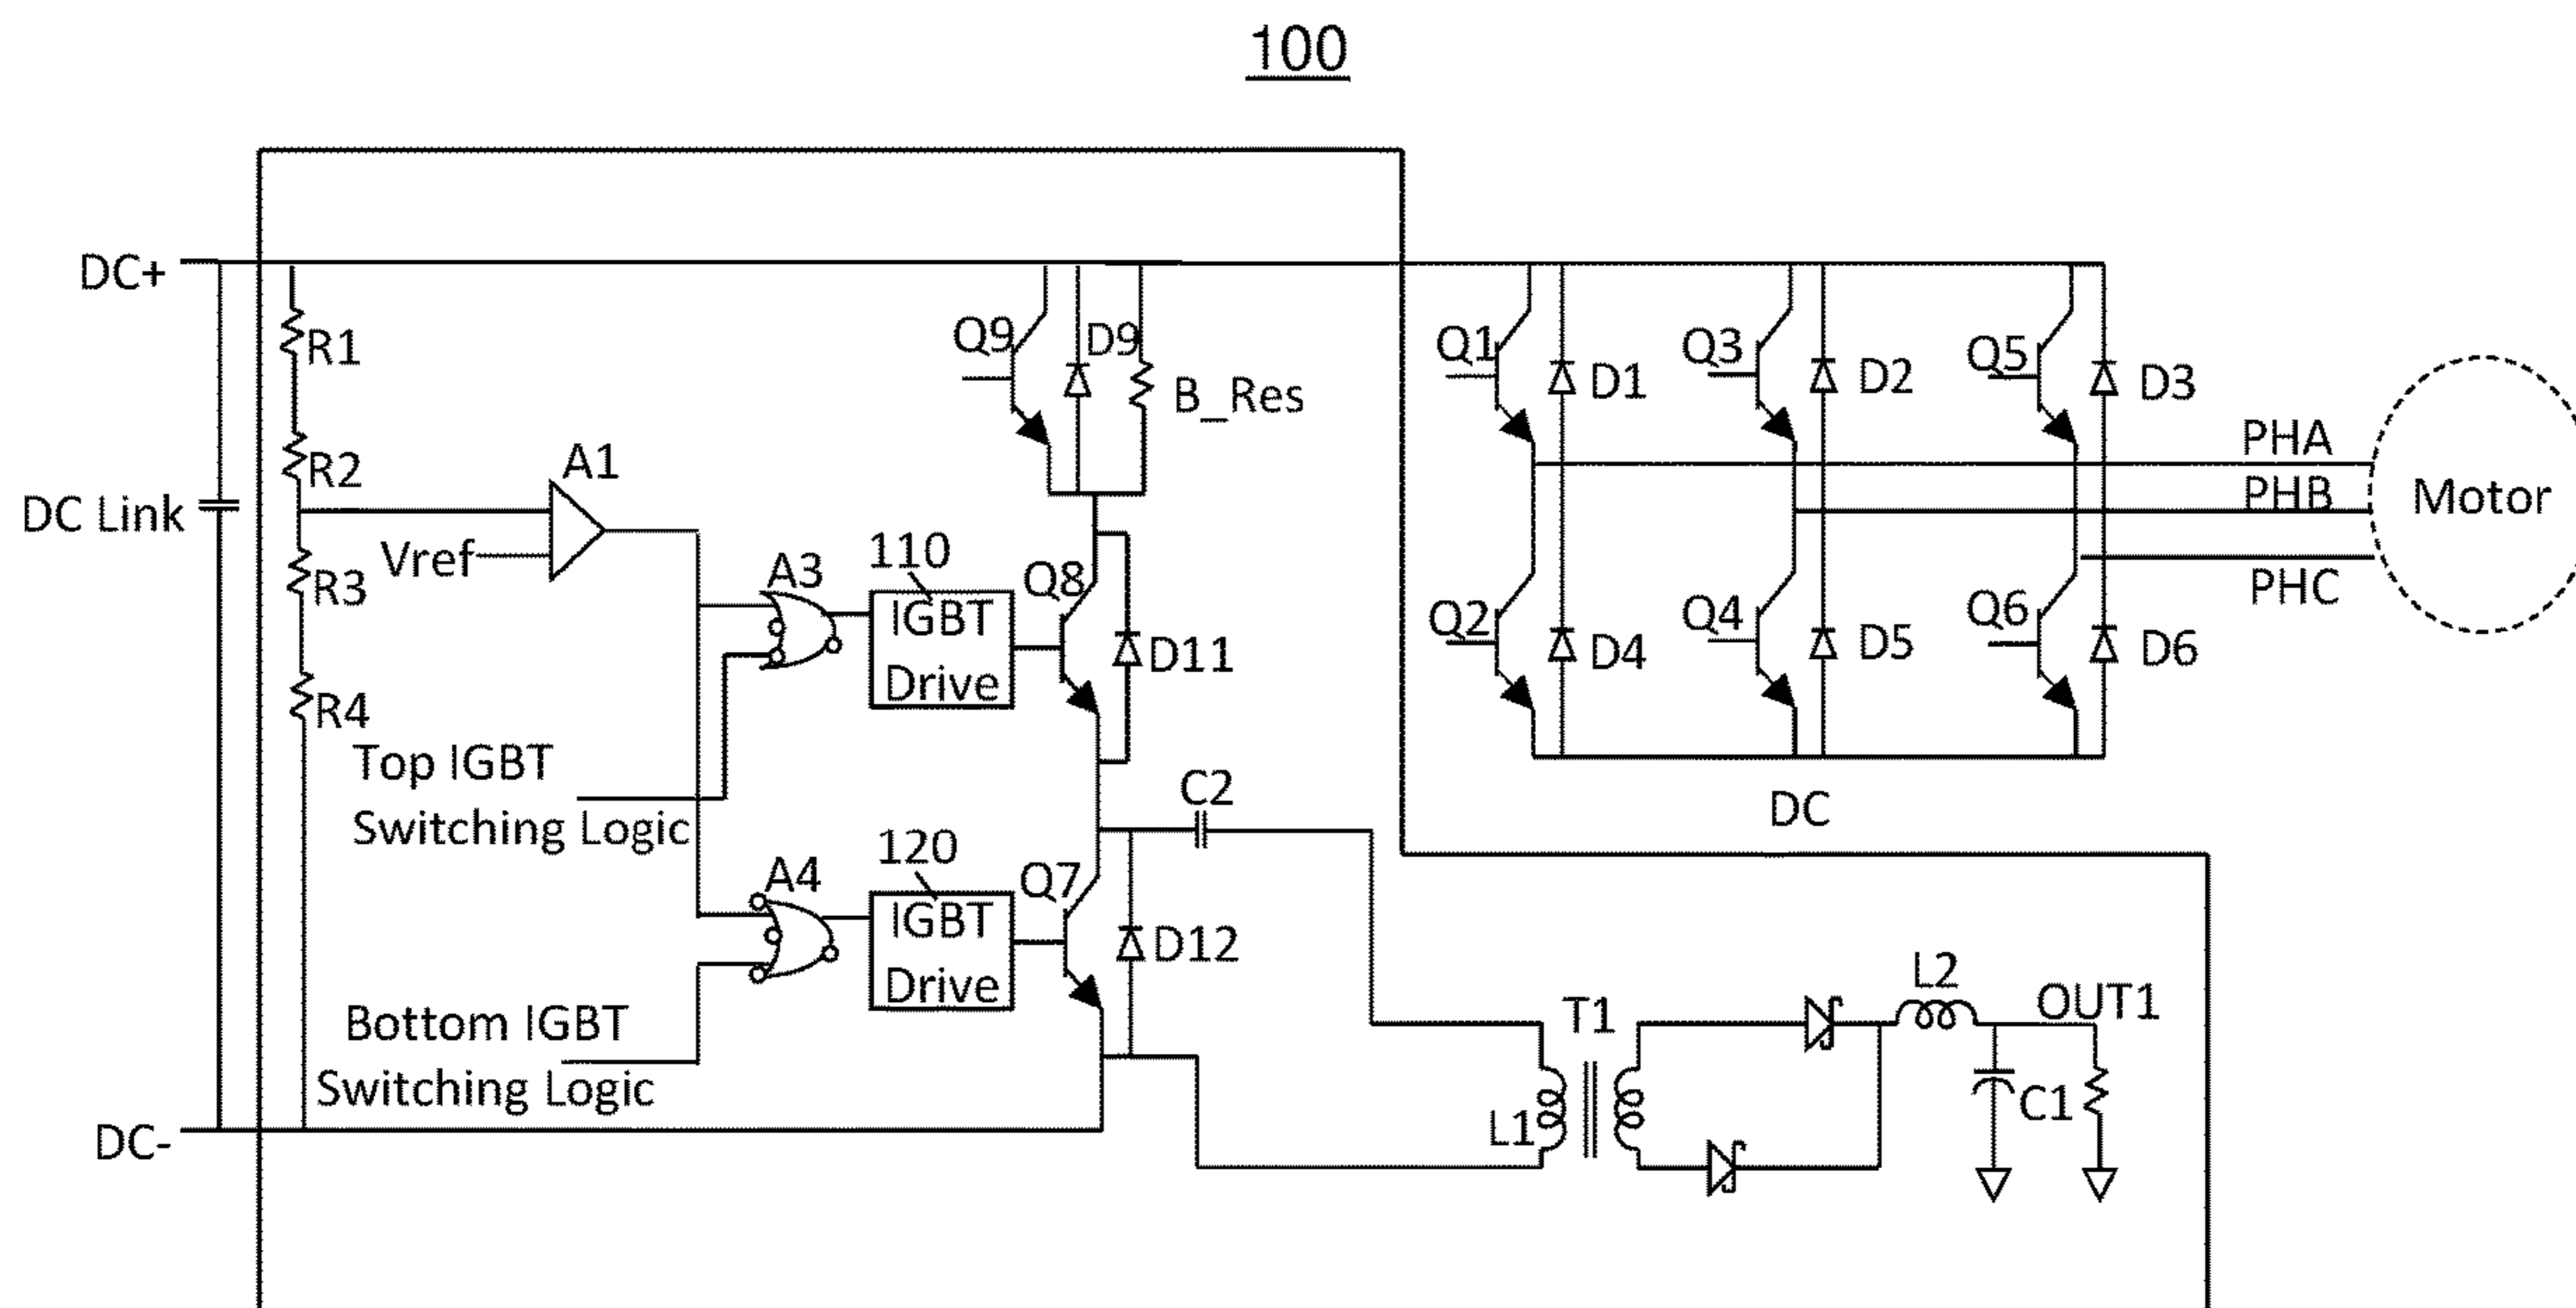 100
DC+
R1
R2
R3
R4
DC Link
Vref
A1
A3
110
IGBT
Drive
Q9
D9
B_Res
Q8
D11
Top IGBT
Switching Logic
A4
120
IGBT
Drive
Q7
D12
C2
Bottom IGBT
Switching Logic
DC-
Q1
D1
Q3
D2
Q5
D3
Q2
D4
Q4
D5
Q6
D6
PHA
PHB
PHC
Motor
DC
T1
L1
L2
OUT1
C1